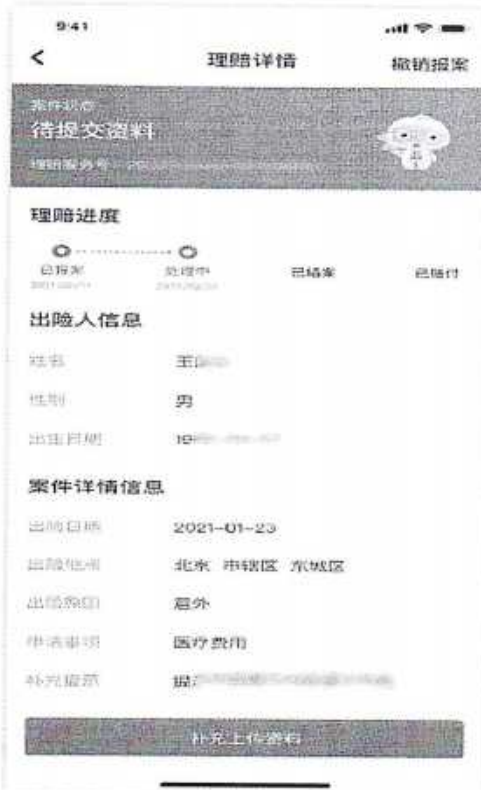 9:41
理赔详情
撤销报案
案件状态
待提交资料
理赔服务号
理赔进度
已报案
处理中
已结案
已赔付
出险人信息
姓名 王
性别 男
出生日期 19
案件详情信息
出险日期 2021-01-23
出险地点 北京 市辖区 东城区
出险原因 意外
申请事项 医疗费用
补充提示
补充上传资料